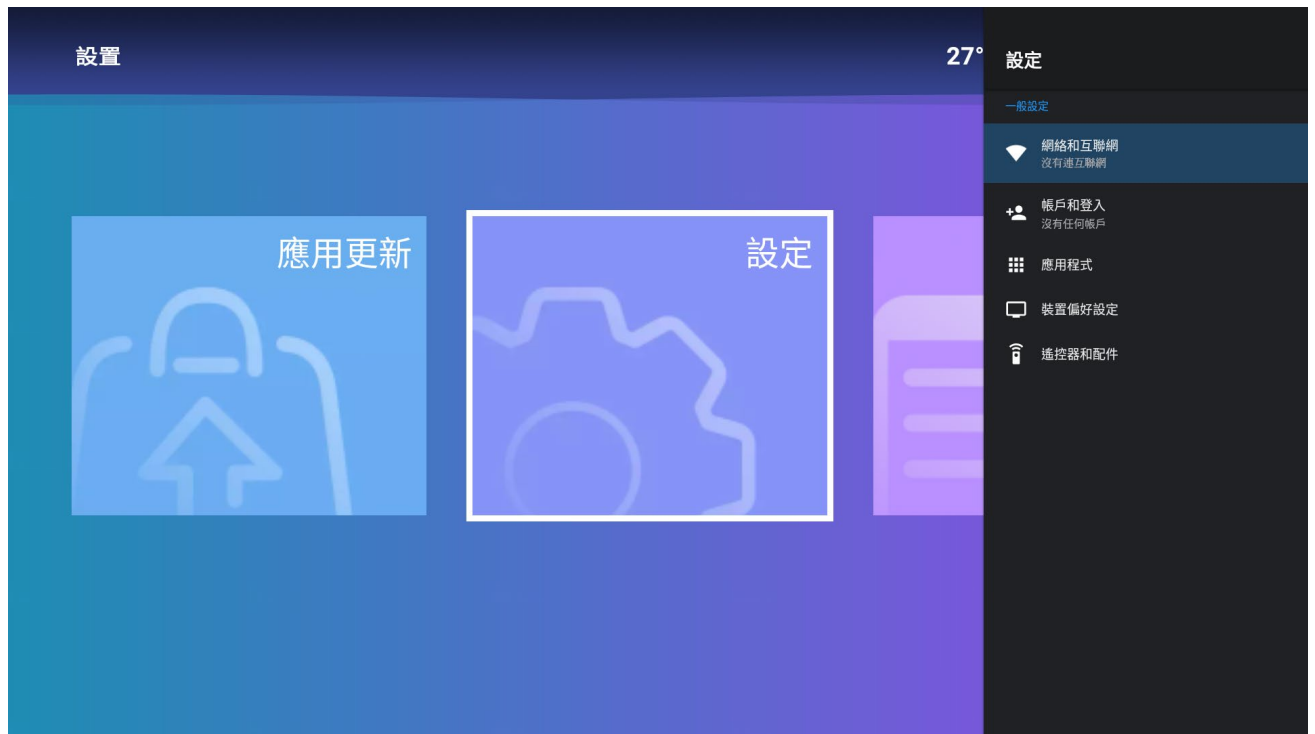 設置
27°
應用更新
設定
設定
一般設定
網絡和互聯網
沒有連互聯網
帳戶和登入
沒有任何帳戶
應用程式
裝置偏好設定
遙控器和配件